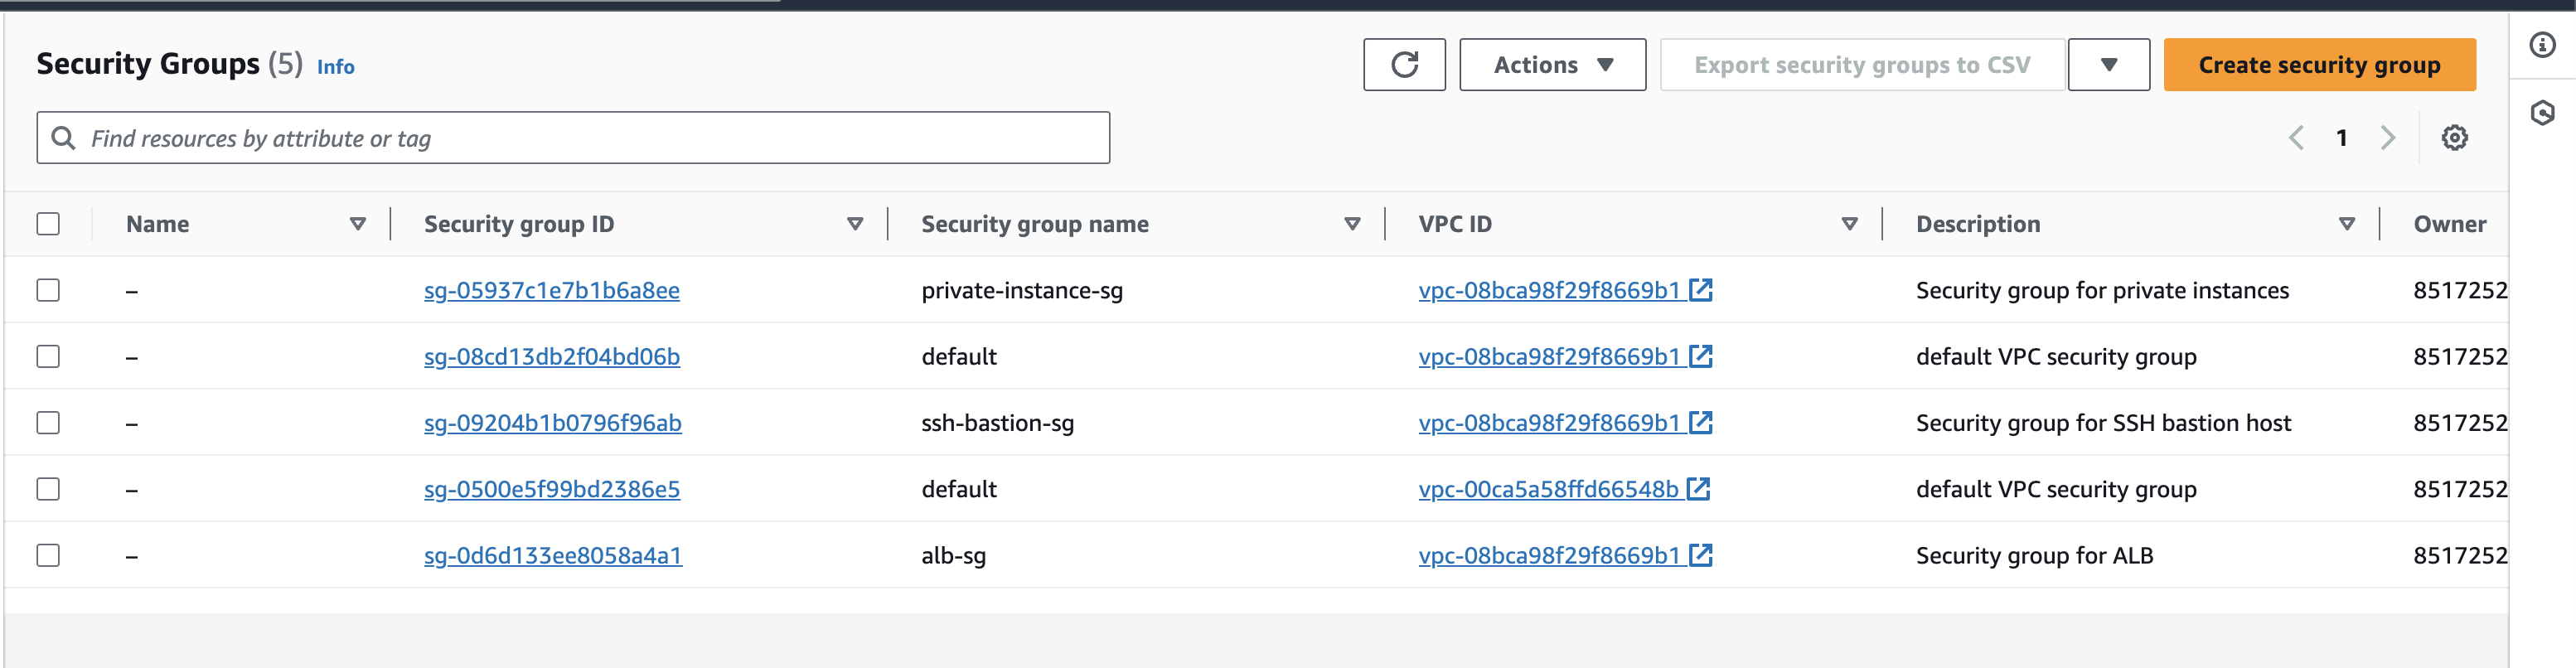 Security Groups (5) Info
Actions
Export security groups to CSV
Create security group
Find resources by attribute or tag
1
Name Security group ID Security group name VPC ID Description Owner
– sg-05937c1e7b1b6a8ee private-instance-sg vpc-08bca98f29f8669b1 Security group for private instances 8517252
– sg-08cd13db2f04bd06b default vpc-08bca98f29f8669b1 default VPC security group 8517252
– sg-09204b1b0796f96ab ssh-bastion-sg vpc-08bca98f29f8669b1 Security group for SSH bastion host 8517252
– sg-0500e5f99bd2386e5 default vpc-00ca5a58ffd66548b default VPC security group 8517252
– sg-0d6d133ee8058a4a1 alb-sg vpc-08bca98f29f8669b1 Security group for ALB 8517252